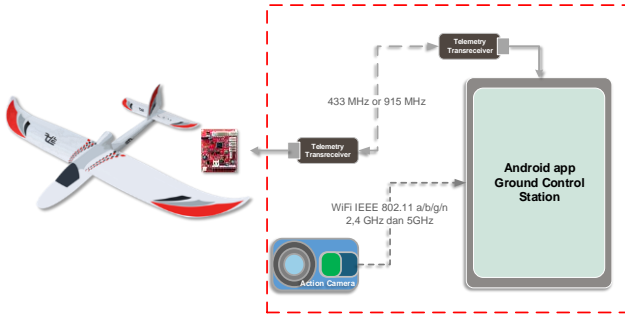 Telemetry
Transreceiver
433 MHz or 915 MHz
Telemetry
Transreceiver
Android app
Ground Control
Station
WiFi IEEE 802.11 a/b/g/n
2,4 GHz dan 5GHz
Action Camera